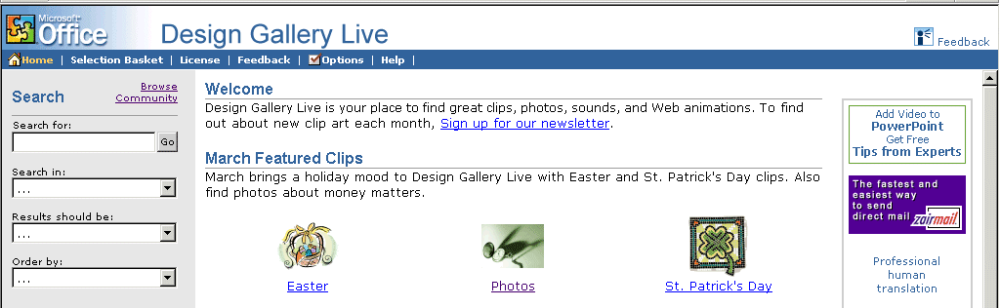 Microsoft
Office
Design Gallery Live
Feedback
Home | Selection Basket | License | Feedback | Options | Help |
Search
Browse
Community
Search for:
Go
Search in:
...
Results should be:
...
Order by:
...
Welcome
Design Gallery Live is your place to find great clips, photos, sounds, and Web animations. To find
out about new clip art each month, Sign up for our newsletter.
March Featured Clips
March brings a holiday mood to Design Gallery Live with Easter and St. Patrick's Day clips. Also
find photos about money matters.
Easter
Photos
St. Patrick's Day
Add Video to
PowerPoint
Get Free
Tips from Experts
The fastest and
easiest way
to send
direct mail
zairmail.
Professional
human
translation